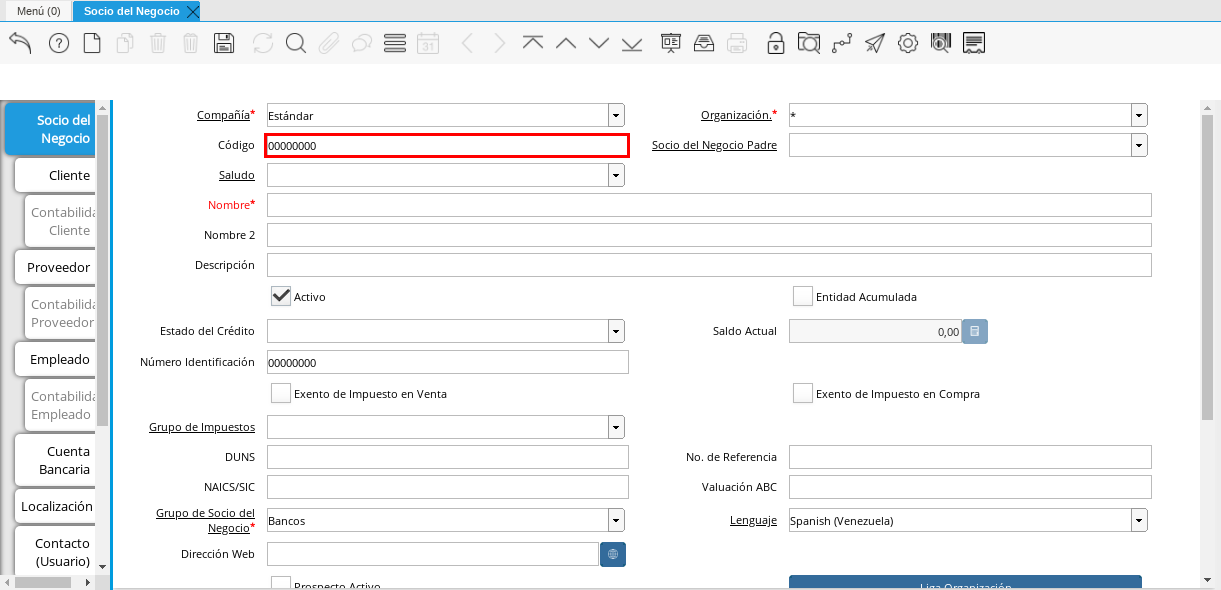 Menú (0)
Socio del Negocio
31
Socio del
Negocio
Cliente
Contabilida
Cliente
Proveedor
Contabilida
Proveedor
Empleado
Contabilida
Empleado
Cuenta
Bancaria
Localización
Contacto
(Usuario)
Compañía* Estándar Organización.* *
Código 00000000 Socio del Negocio Padre
Saludo
Nombre*
Nombre 2
Descripción
Activo Entidad Acumulada
Estado del Crédito Saldo Actual 0,00
Número Identificación 00000000
Exento de Impuesto en Venta Exento de Impuesto en Compra
Grupo de Impuestos
DUNS No. de Referencia
NAICS/SIC Valuación ABC
Grupo de Socio del
Negocio* Bancos Lenguaje Spanish (Venezuela)
Dirección Web
Prospecto Activo Liga Organización